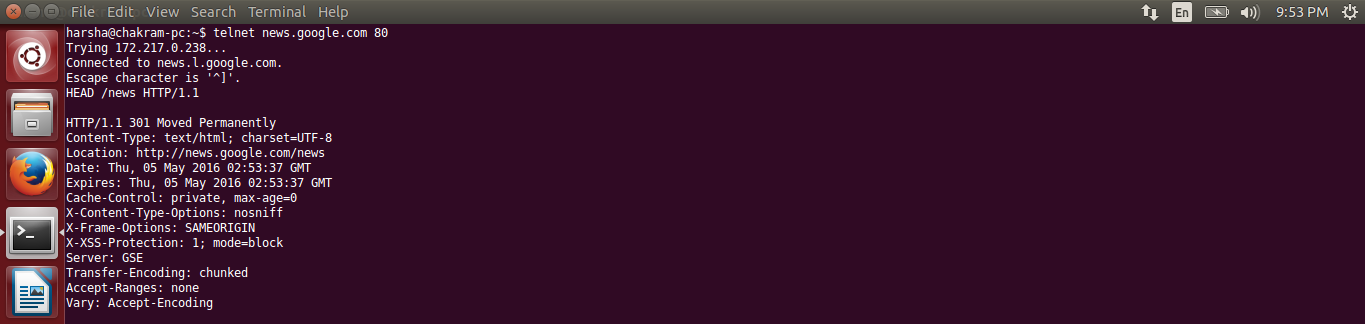 File Edit View Search Terminal Help En 9:53 PM
harsha@chakram-pc:~$ telnet news.google.com 80
Trying 172.217.0.238...
Connected to news.l.google.com.
Escape character is '^]'.
HEAD /news HTTP/1.1
HTTP/1.1 301 Moved Permanently
Content-Type: text/html; charset=UTF-8
Location: http://news.google.com/news
Date: Thu, 05 May 2016 02:53:37 GMT
Expires: Thu, 05 May 2016 02:53:37 GMT
Cache-Control: private, max-age=0
X-Content-Type-Options: nosniff
X-Frame-Options: SAMEORIGIN
X-XSS-Protection: 1; mode=block
Server: GSE
Transfer-Encoding: chunked
Accept-Ranges: none
Vary: Accept-Encoding